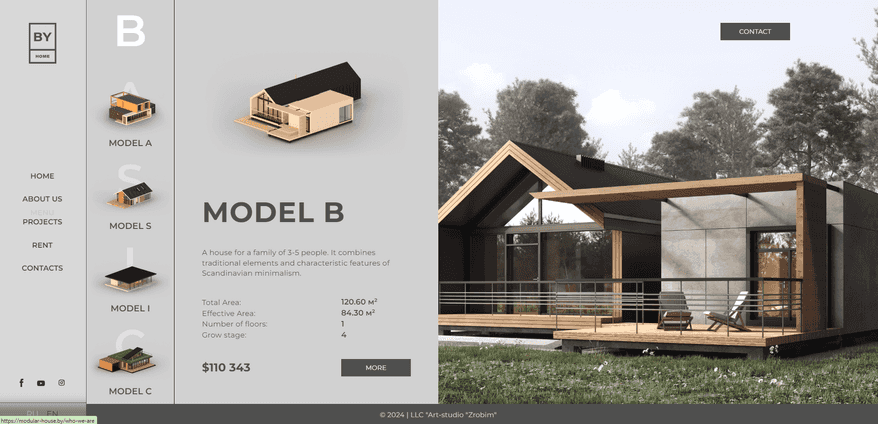 BY
HOME
HOME
ABOUT US
MENU
PROJECTS
RENT
CONTACTS
RU EN
https://modular-house.by/who-we-are
B
A
MODEL A
S
MODEL S
I
MODEL I
C
MODEL C
MODEL B
A house for a family of 3-5 people. It combines
traditional elements and characteristic features of
Scandinavian minimalism.
Total Area: 120.60 м²
Effective Area: 84.30 м²
Number of floors: 1
Grow stage: 4
$110 343 MORE
CONTACT
© 2024 | LLC "Art-studio "Zrobim"